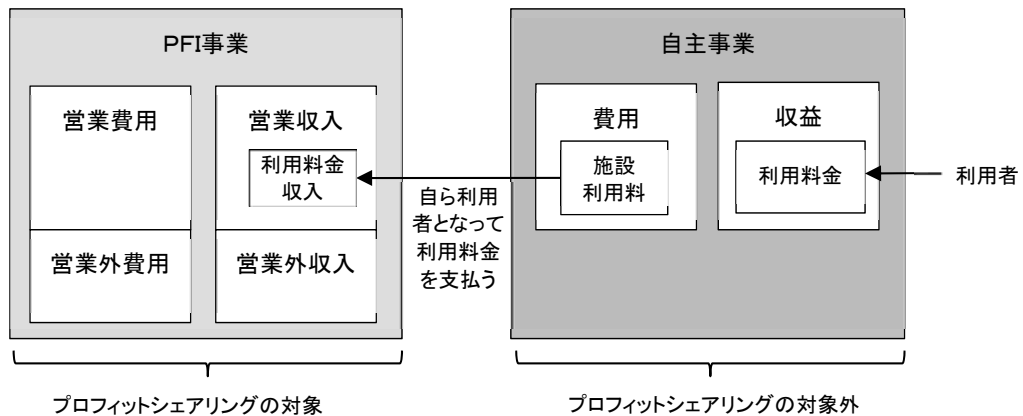 PFI事業
営業費用
営業収入
利用料金
収入
営業外費用
営業外収入
自ら利用
者となって
利用料金
を支払う
自主事業
費用
施設
利用料
収益
利用料金
利用者
プロフィットシェアリングの対象
プロフィットシェアリングの対象外